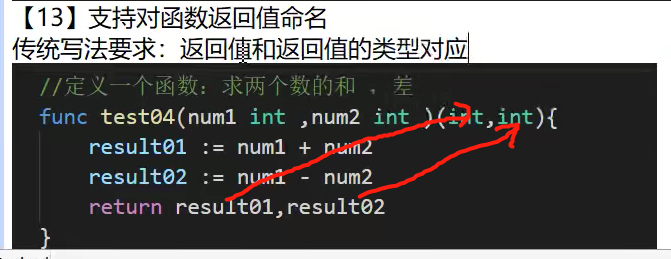 【13】支持对函数返回值命名
传统写法要求：返回值和返回值的类型对应
//定义一个函数：求两个数的和 ，差
func test04(num1 int ,num2 int )(int,int){
result01 := num1 + num2
result02 := num1 - num2
return result01,result02
}